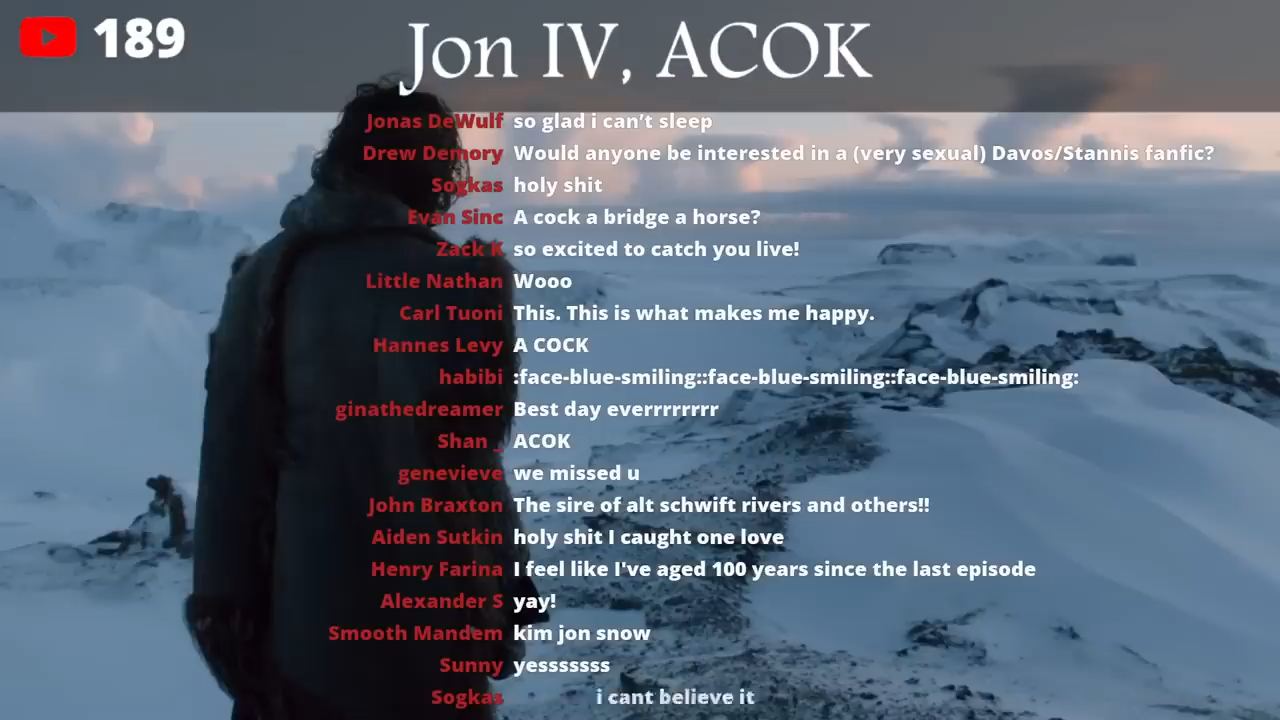 189
Jon IV, ACOK
Jonas DeWulf so glad i can’t sleep
Drew Demory Would anyone be interested in a (very sexual) Davos/Stannis fanfic?
Sogkas holy shit
Evan Sinc A cock a bridge a horse?
Zack K so excited to catch you live!
Little Nathan Wooo
Carl Tuoni This. This is what makes me happy.
Hannes Levy A COCK
habibi :face-blue-smiling::face-blue-smiling::face-blue-smiling:
ginathedreamer Best day everrrrrrrr
Shan _ ACOK
genevieve we missed u
John Braxton The sire of alt schwift rivers and others!!
Aiden Sutkin holy shit I caught one love
Henry Farina I feel like I've aged 100 years since the last episode
Alexander S yay!
Smooth Mandem kim jon snow
Sunny yesssssss
Sogkas i cant believe it